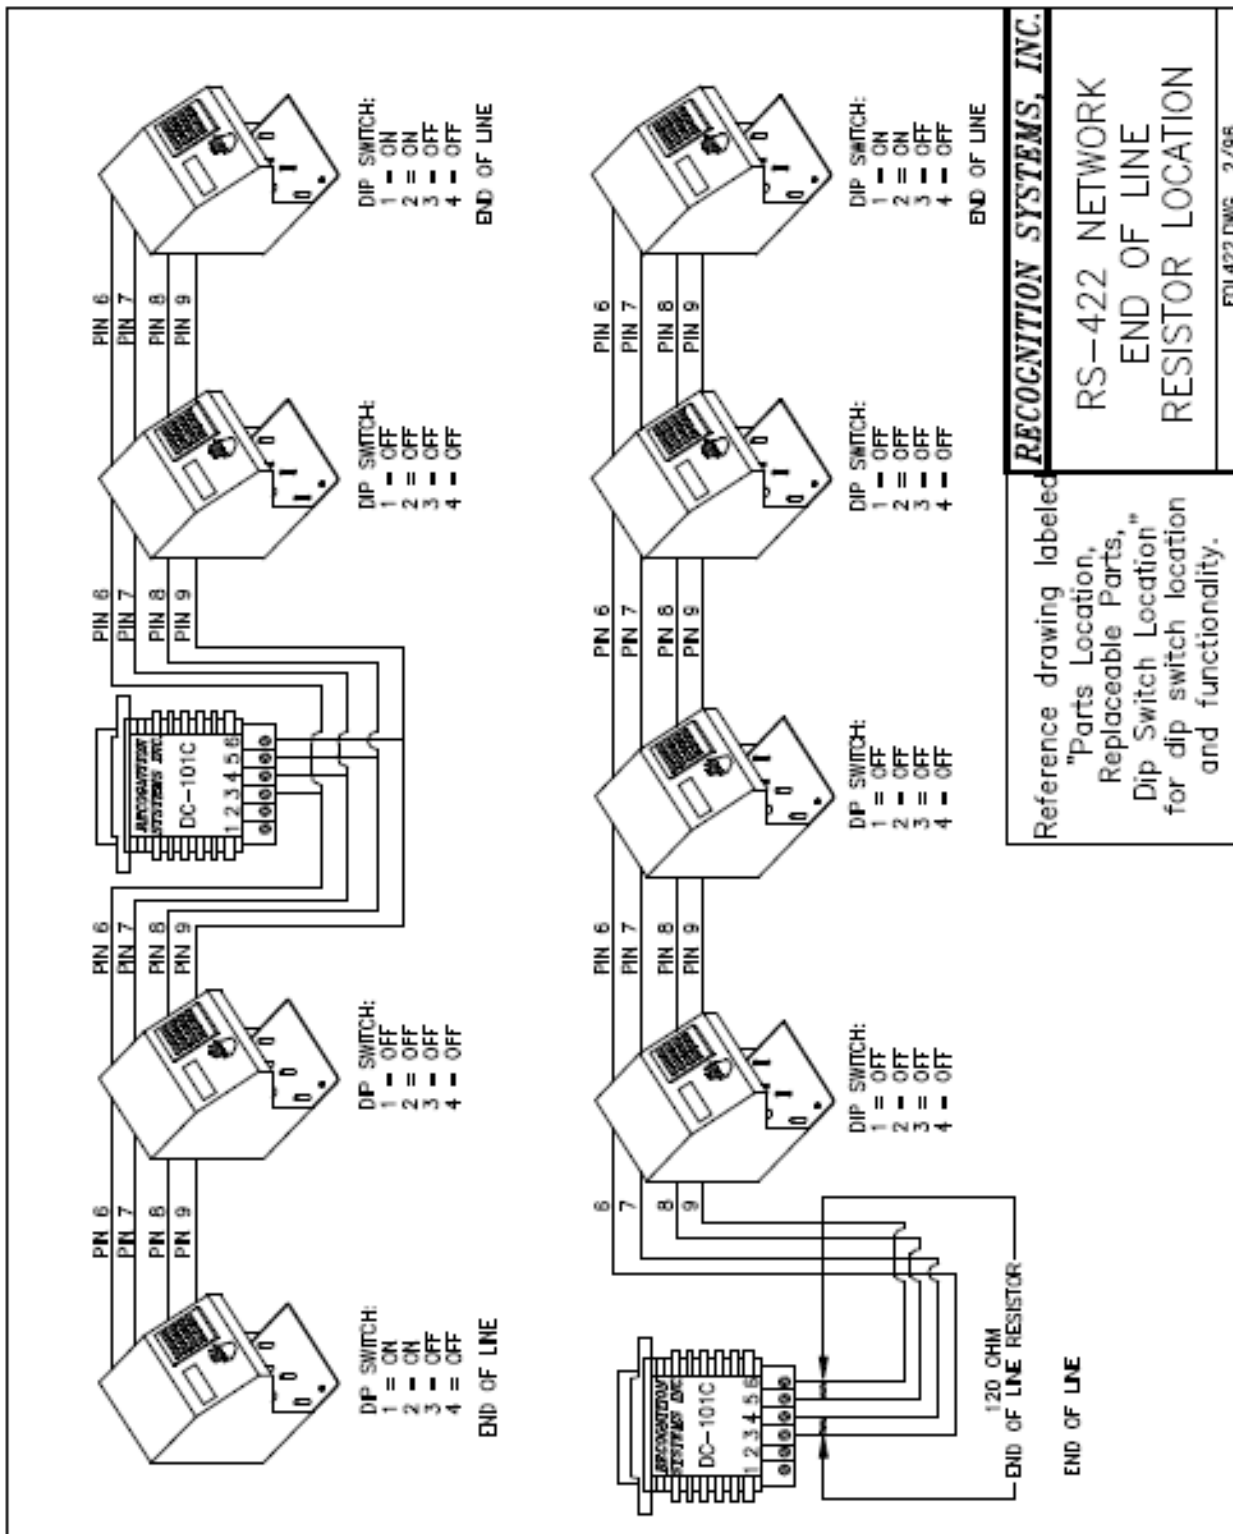 PIN 6
PIN 7
PIN 8
PIN 9
PIN 6
PIN 7
PIN 8
PIN 9
RECOGNITION
SYSTEMS INC.
DC-101C
1 2 3 4 5 6
PIN 6
PIN 7
PIN 8
PIN 9
PIN 6
PIN 7
PIN 8
PIN 9
DIP SWITCH:
1 = ON
2 = ON
3 = OFF
4 = OFF
END OF LINE
DIP SWITCH:
1 = OFF
2 = OFF
3 = OFF
4 = OFF
DIP SWITCH:
1 = OFF
2 = OFF
3 = OFF
4 = OFF
DIP SWITCH:
1 = ON
2 = ON
3 = OFF
4 = OFF
END OF LINE
RECOGNITION
SYSTEMS INC.
DC-101C
1 2 3 4 5 6
6
7
8
9
PIN 6
PIN 7
PIN 8
PIN 9
PIN 6
PIN 7
PIN 8
PIN 9
PIN 6
PIN 7
PIN 8
PIN 9
DIP SWITCH:
1 = OFF
2 = OFF
3 = OFF
4 = OFF
DIP SWITCH:
1 = OFF
2 = OFF
3 = OFF
4 = OFF
DIP SWITCH:
1 = OFF
2 = OFF
3 = OFF
4 = OFF
DIP SWITCH:
1 = ON
2 = ON
3 = OFF
4 = OFF
END OF LINE
120 OHM
END OF LINE RESISTOR
END OF LINE
Reference drawing labeled
"Parts Location,
Replaceable Parts,
Dip Switch Location"
for dip switch location
and functionality.
RECOGNITION SYSTEMS, INC.
RS-422 NETWORK
END OF LINE
RESISTOR LOCATION
EOL422.DWG 2/96